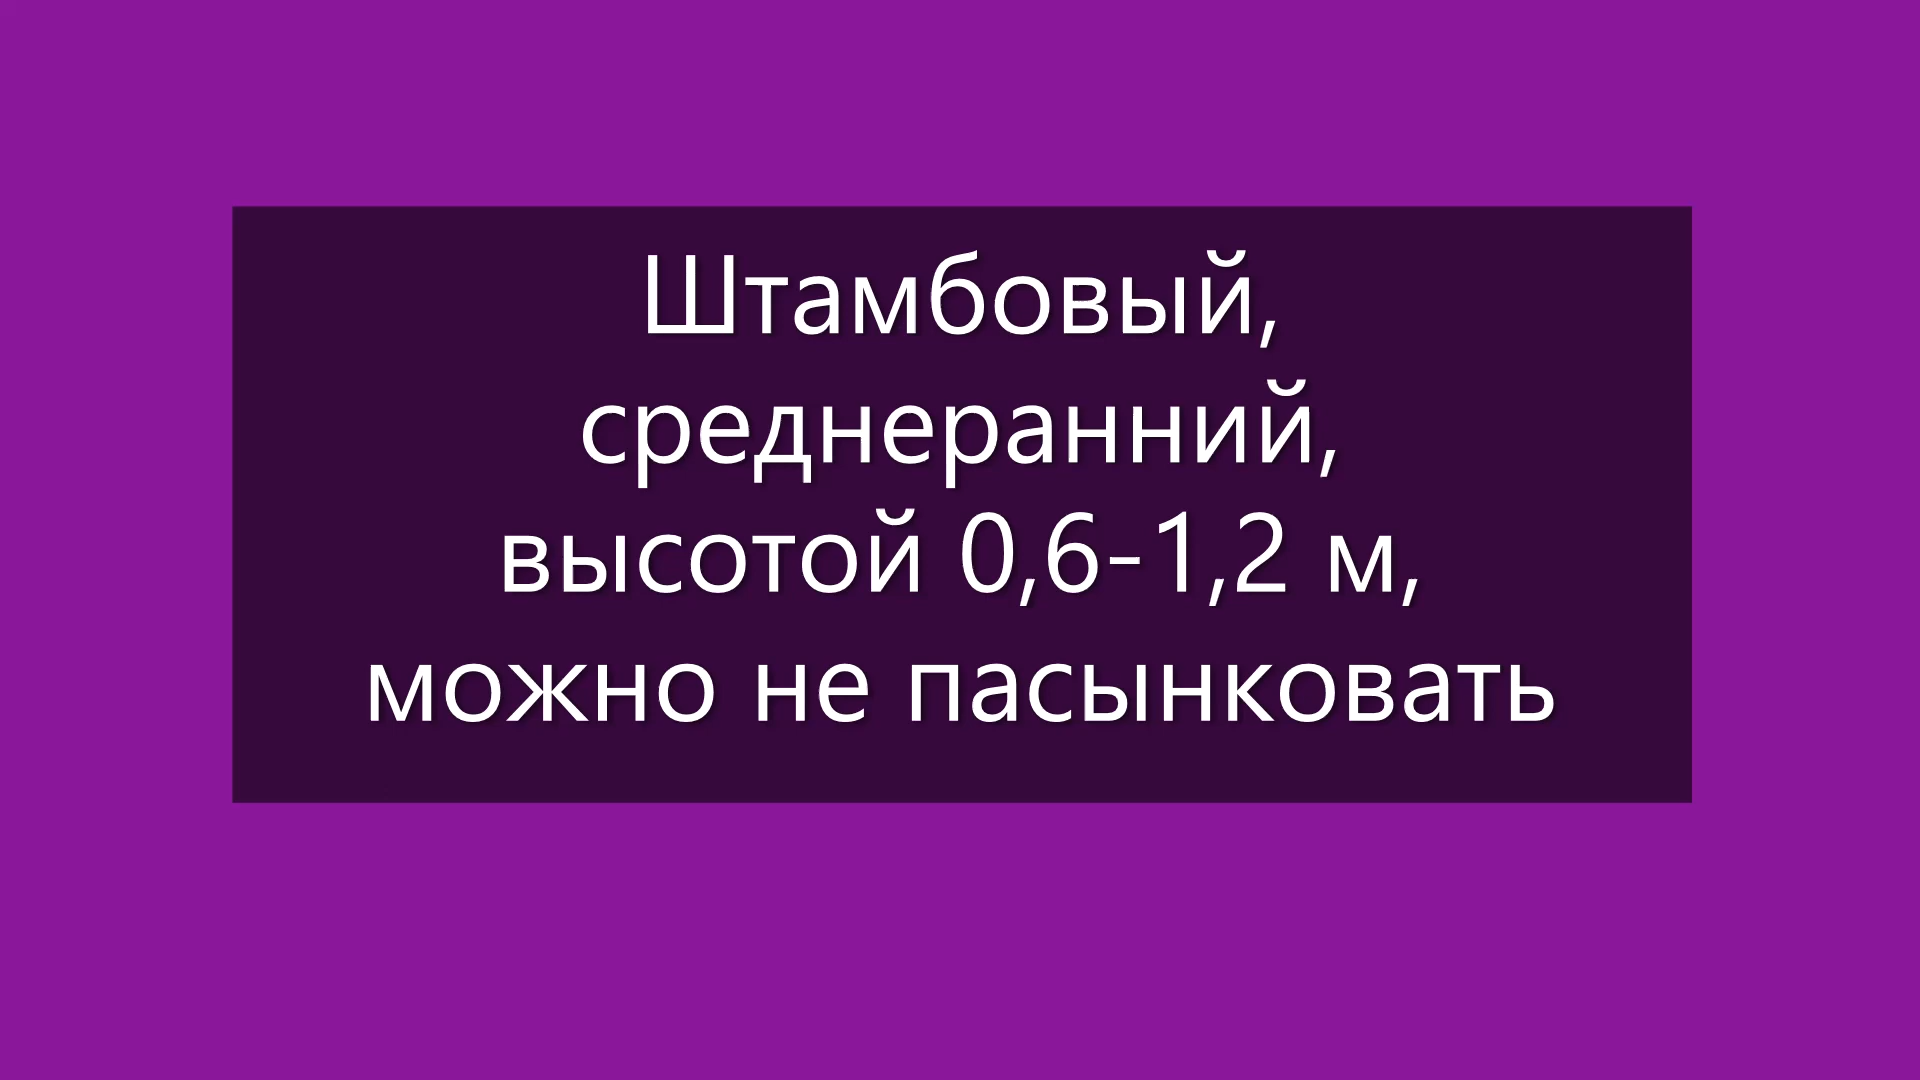 Штамбовый,
среднеранний,
высотой 0,6-1,2 м,
можно не пасынковать